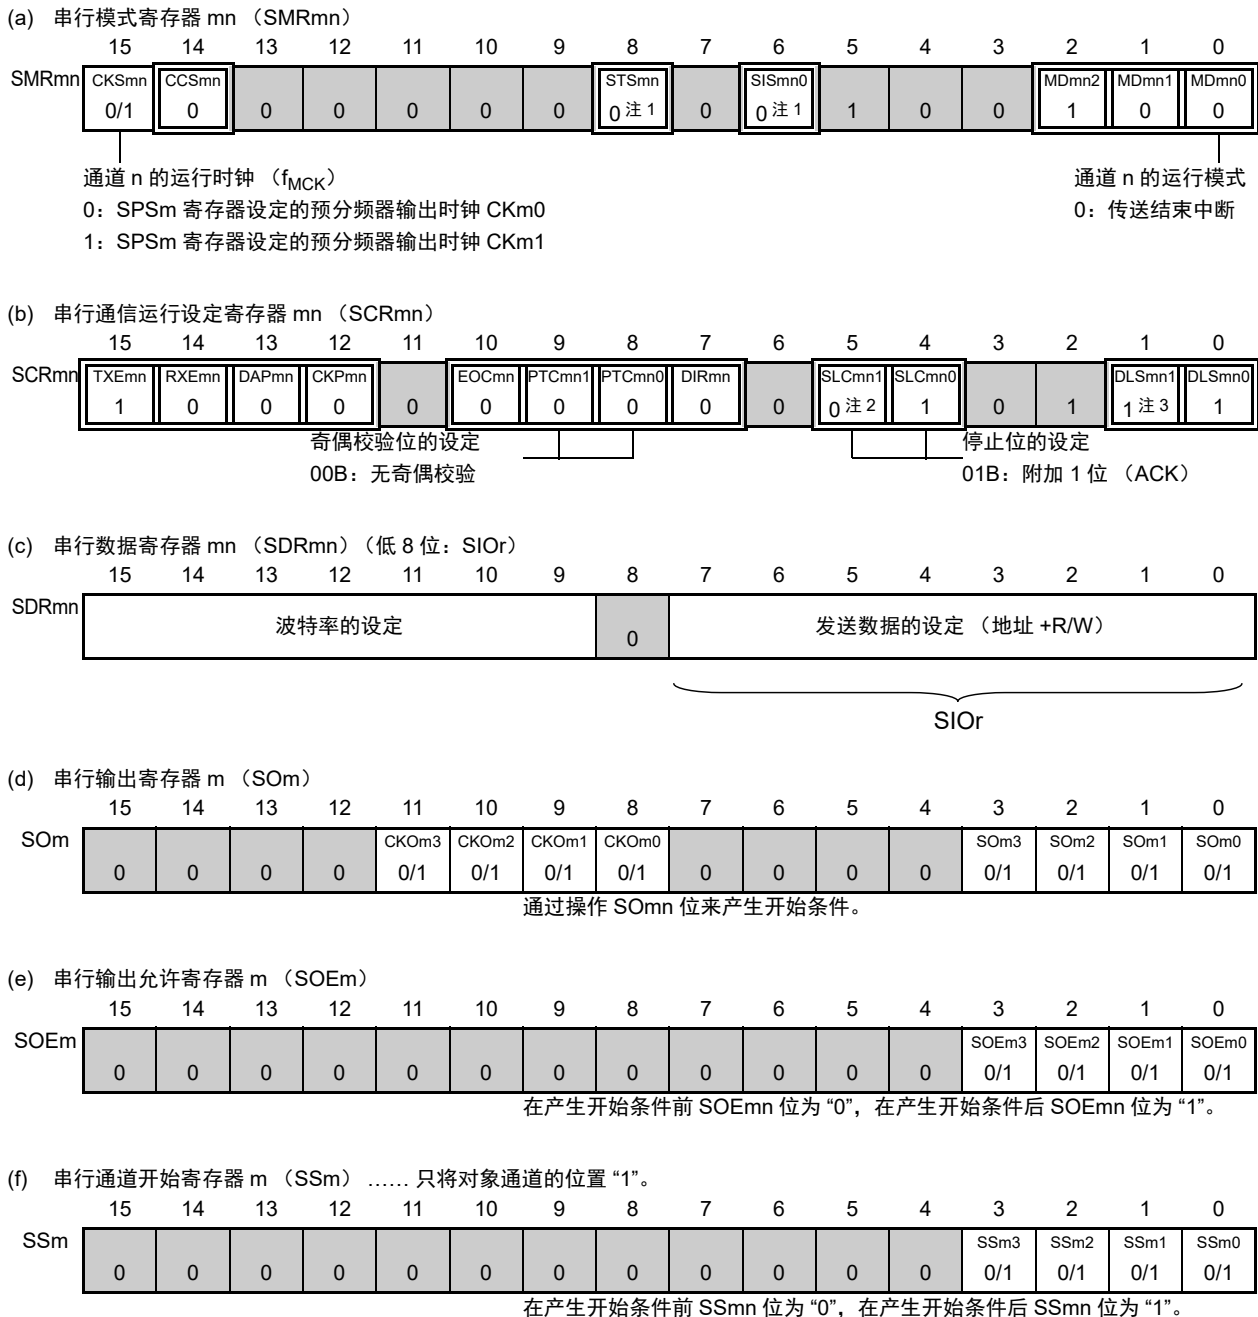 (a) 串行模式寄存器 mn （SMRmn）
15 14 13 12 11 10 9 8 7 6 5 4 3 2 1 0
SMRmn CKSmn CCSmn STSmn SISmn0 MDmn2 MDmn1 MDmn0
0/1 0 0 0 0 0 0 0 注 1 0 0 注 1 1 0 0 1 0 0
通道 n 的运行时钟 （fMCK） 通道 n 的运行模式
0：SPSm 寄存器设定的预分频器输出时钟 CKm0 0：传送结束中断
1：SPSm 寄存器设定的预分频器输出时钟 CKm1
(b) 串行通信运行设定寄存器 mn （SCRmn）
15 14 13 12 11 10 9 8 7 6 5 4 3 2 1 0
SCRmn TXEmn RXEmn DAPmn CKPmn EOCmn PTCmn1 PTCmn0 DIRmn SLCmn1 SLCmn0 DLSmn1 DLSmn0
1 0 0 0 0 0 0 0 0 0 0 注 2 1 0 1 1 注 3 1
奇偶校验位的设定 停止位的设定
00B：无奇偶校验 01B：附加 1 位 （ACK）
(c) 串行数据寄存器 mn （SDRmn）（低 8 位：SIOr）
15 14 13 12 11 10 9 8 7 6 5 4 3 2 1 0
SDRmn 波特率的设定 0 发送数据的设定 （地址 +R/W）
SIOr
(d) 串行输出寄存器 m （SOm）
15 14 13 12 11 10 9 8 7 6 5 4 3 2 1 0
SOm CKOm3 CKOm2 CKOm1 CKOm0 SOm3 SOm2 SOm1 SOm0
0 0 0 0 0/1 0/1 0/1 0/1 0 0 0 0 0/1 0/1 0/1 0/1
通过操作 SOmn 位来产生开始条件。
(e) 串行输出允许寄存器 m （SOEm）
15 14 13 12 11 10 9 8 7 6 5 4 3 2 1 0
SOEm SOEm3 SOEm2 SOEm1 SOEm0
0 0 0 0 0 0 0 0 0 0 0 0 0/1 0/1 0/1 0/1
在产生开始条件前 SOEmn 位为 “0”，在产生开始条件后 SOEmn 位为 “1”。
(f) 串行通道开始寄存器 m （SSm） …… 只将对象通道的位置 “1”。
15 14 13 12 11 10 9 8 7 6 5 4 3 2 1 0
SSm SSm3 SSm2 SSm1 SSm0
0 0 0 0 0 0 0 0 0 0 0 0 0/1 0/1 0/1 0/1
在产生开始条件前 SSmn 位为 “0”，在产生开始条件后 SSmn 位为 “1”。